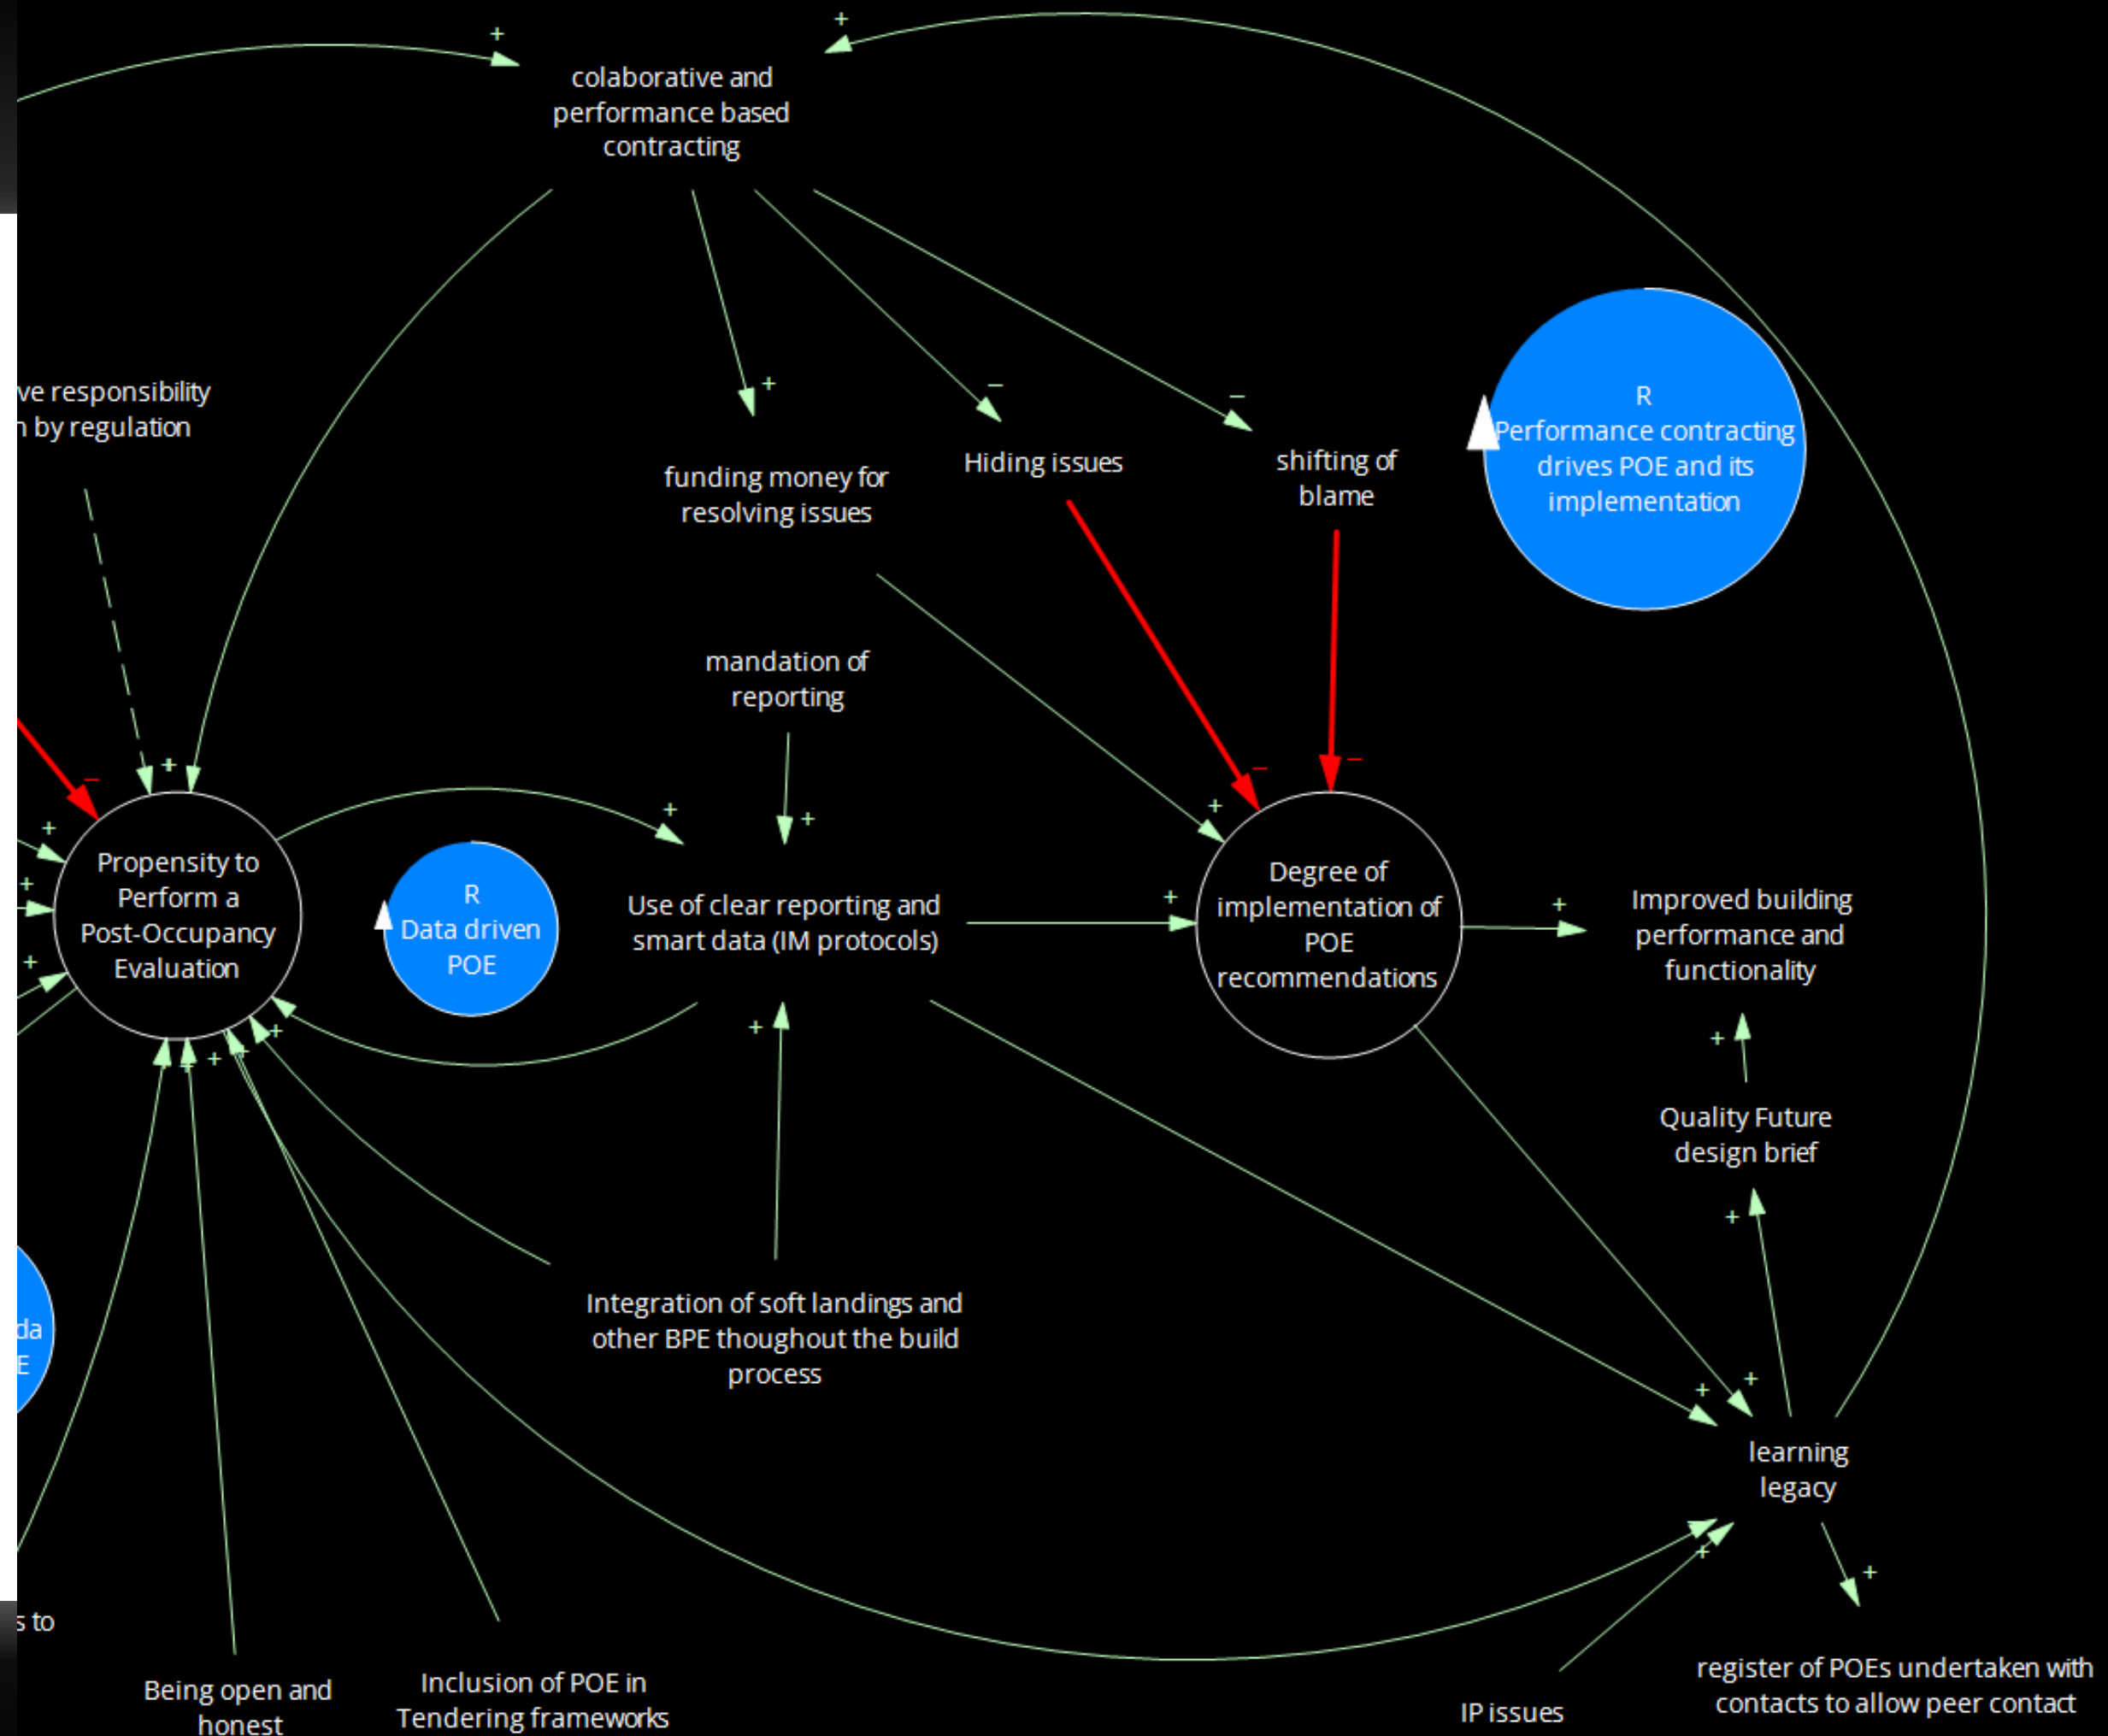 colaborative and
performance based
contracting
ve responsibility
n by regulation
funding money for
resolving issues
Hiding issues
shifting of
blame
R
Performance contracting
drives POE and its
implementation
mandation of
reporting
Propensity to
Perform a
Post-Occupancy
Evaluation
R
Data driven
POE
Use of clear reporting and
smart data (IM protocols)
Degree of
implementation of
POE
recommendations
Improved building
performance and
functionality
Quality Future
design brief
da
E
Integration of soft landings and
other BPE thoughout the build
process
learning
legacy
s to
Being open and
honest
Inclusion of POE in
Tendering frameworks
IP issues
register of POEs undertaken with
contacts to allow peer contact